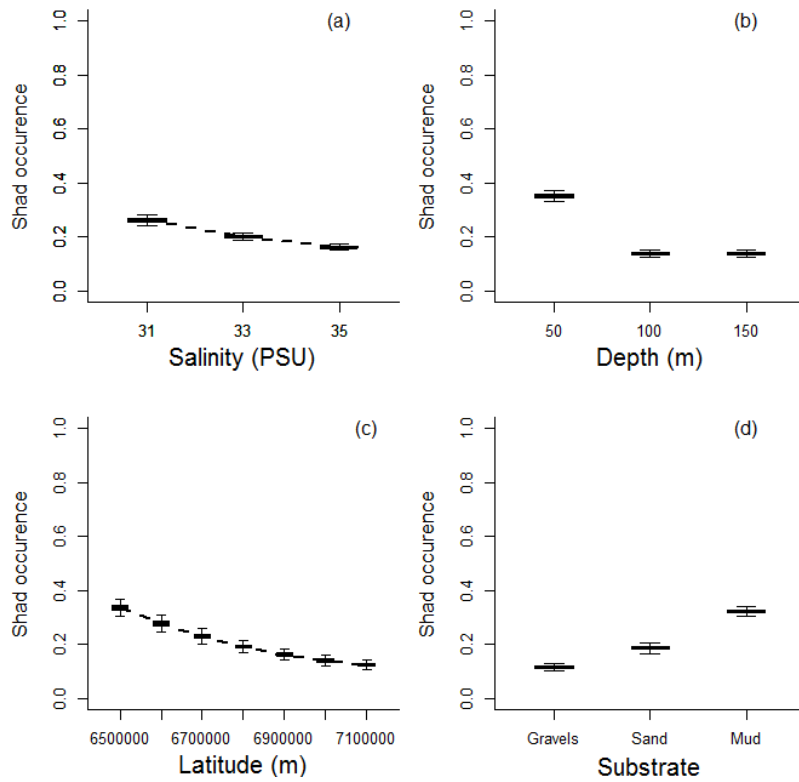 (a)
Shad occurence
1.0
0.8
0.6
0.4
0.2
0.0
31 33 35
Salinity (PSU)
(b)
Shad occurence
1.0
0.8
0.6
0.4
0.2
0.0
50 100 150
Depth (m)
(c)
Shad occurence
1.0
0.8
0.6
0.4
0.2
0.0
6500000 6700000 6900000 7100000
Latitude (m)
(d)
Shad occurence
1.0
0.8
0.6
0.4
0.2
0.0
Gravels Sand Mud
Substrate